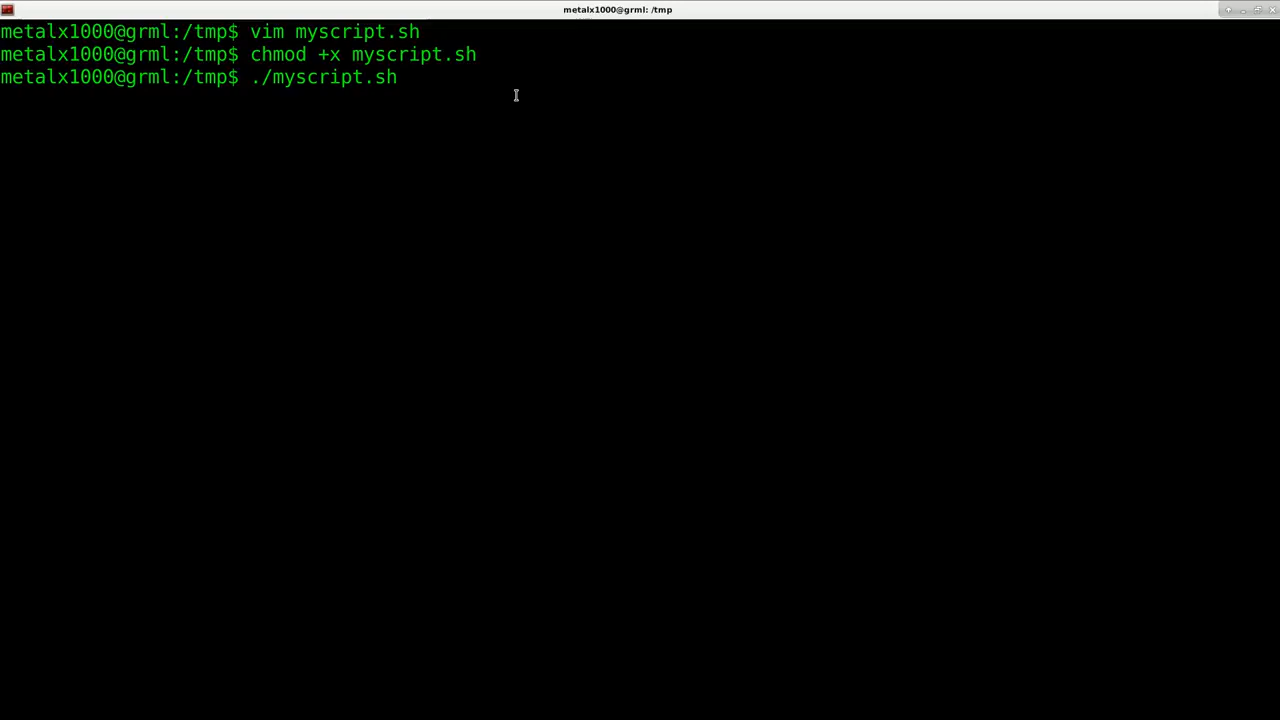 metalx1000@grml: /tmp
metalx1000@grml:/tmp$ vim myscript.sh
metalx1000@grml:/tmp$ chmod +x myscript.sh
metalx1000@grml:/tmp$ ./myscript.sh